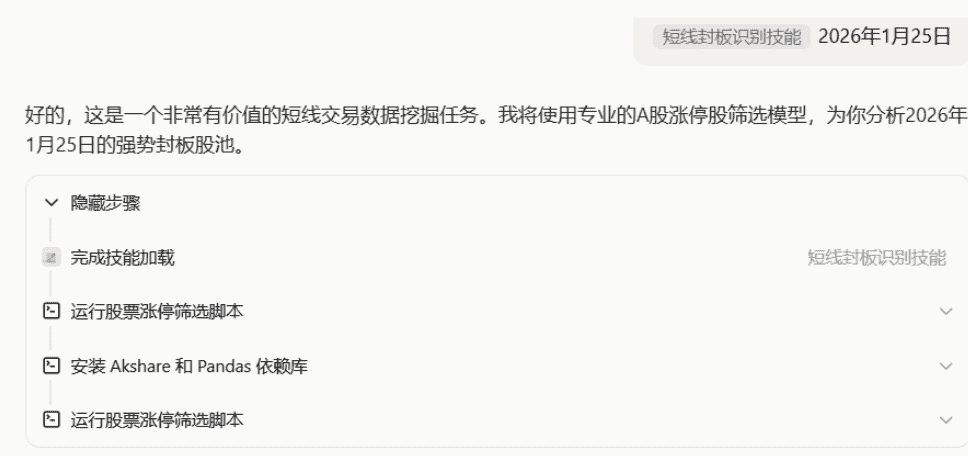 短线封板识别技能 2026年1月25日
好的，这是一个非常有价值的短线交易数据挖掘任务。我将使用专业的A股涨停股筛选模型，为你分析2026年
1月25日的强势封板股池。
隐藏步骤
完成技能加载 短线封板识别技能
运行股票涨停筛选脚本
安装 Akshare 和 Pandas 依赖库
运行股票涨停筛选脚本